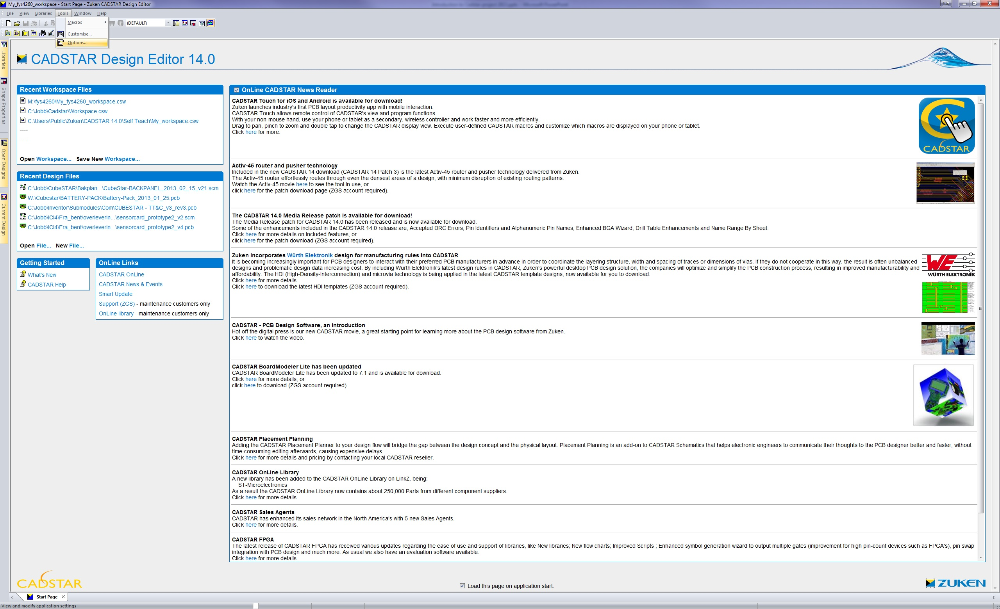 My_fys4260_workspace - Start Page - Zuken CADSTAR Design Editor
File View Libraries Tools Window Help
Macros
(DEFAULT)
Customise...
Options...
Libraries
Shape Properties
Open Designs
Current Design
CADSTAR Design Editor 14.0
Recent Workspace Files
M:\fys4260\My_fys4260_workspace.csw
C:\Jobb\Cadstar\Workspace.csw
C:\Users\Public\Zuken\CADSTAR 14.0\Self Teach\My_workspace.csw
----
----
Open Workspace... Save New Workspace...
Recent Design Files
C:\Jobb\CubeSTAR\Bakplan...\CubeStar-BACKPANEL_2013_02_15_v21.scm
W:\Cubestar\BATTERY-PACK\Battery-Pack_2013_01_25.pcb
C:\Jobb\Inventor\Submodules\Com\CUBESTAR - TT&C_v3_rev3.pcb
C:\Jobb\ICI4\Fra_bent\overleverin...\sensorcard_prototype2_v2.scm
C:\Jobb\ICI4\Fra_bent\overleverin...\sensorcard_prototype2_v4.pcb
Open File... New File...
Getting Started
What's New
CADSTAR Help
OnLine Links
CADSTAR OnLine
CADSTAR News & Events
Smart Update
Support (ZGS) - maintenance customers only
OnLine library - maintenance customers only
OnLine CADSTAR News Reader
CADSTAR Touch for iOS and Android is available for download!
Zuken launches industry's first PCB layout productivity app with mobile interaction.
CADSTAR Touch allows remote control of CADSTAR's view and program functions.
With your non-mouse hand, use your phone or tablet as a secondary, wireless controller and work faster and more efficiently.
Drag to pan, pinch to zoom and double tap to change the CADSTAR display view. Execute user-defined CADSTAR macros and customize which macros are displayed on your phone or tablet.
Click here for more.
CADSTAR
Activ-45 router and pusher technology
Included in the new CADSTAR 14 download (CADSTAR 14 Patch 3) is the latest Activ-45 router and pusher technology delivered from Zuken.
The Activ-45 router effortlessly routes through even the densest areas of a design, with minimum disruption of existing routing patterns.
Watch the Activ-45 movie here to see the tool in use, or
click here for the patch download page (ZGS account required).
The CADSTAR 14.0 Media Release patch is available for download!
The Media Release patch for CADSTAR 14.0 has been released and is now available for download.
Some of the enhancements included in the CADSTAR 14.0 release are; Accepted DRC Errors, Pin Identifiers and Alphanumeric Pin Names, Enhanced BGA Wizard, Drill Table Enhancements and Name Range By Sheet.
Click here for more details on included features, or
click here for the patch download (ZGS account required).
Zuken incorporates Würth Elektronik design for manufacturing rules into CADSTAR
It is becoming increasingly important for PCB designers to interact with their preferred PCB manufacturers in advance in order to coordinate the layering structure, width and spacing of traces or dimensions of vias. If they do not cooperate in this way, the result is often unbalanced
designs and problematic design data increasing cost. By including Würth Elektronik's latest design rules in CADSTAR, Zuken's powerful desktop PCB design solution, the companies will optimize and simplify the PCB construction process, resulting in improved manufacturability and
affordability. The HDI (High-Density-Interconnection) and microvia technology is being applied in the latest CADSTAR template designs, now available for you to download.
Click here for more details.
Click here to download the latest HDI templates (ZGS account required).
WE
WÜRTH ELEKTRONIK
CADSTAR - PCB Design Software, an introduction
Hot off the digital press is our new CADSTAR movie, a great starting point for learning more about the PCB design software from Zuken.
Click here to watch the video.
CADSTAR BoardModeler Lite has been updated
CADSTAR BoardModeler Lite has been updated to 7.1 and is available for download.
Click here for more details, or
click here to download (ZGS account required).
CADSTAR Placement Planning
Adding the CADSTAR Placement Planner to your design flow will bridge the gap between the design concept and the physical layout. Placement Planning is an add-on to CADSTAR Schematics that helps electronic engineers to communicate their thoughts to the PCB designer better and faster, without
time-consuming editing afterwards, causing expensive delays.
Click here for more details and pricing by contacting your local CADSTAR reseller.
CADSTAR OnLine Library
A new library has been added to the CADSTAR OnLine Library on LinkZ, being:
ST-Microelectronics
As a result the CADSTAR OnLine Library now contains about 250,000 Parts from different component suppliers.
Click here for more details.
CADSTAR Sales Agents
CADSTAR has enhanced its sales network in the North America's with 5 new Sales Agents.
Click here for more details.
CADSTAR FPGA
The latest release of CADSTAR FPGA has received various updates regarding the ease of use and support of libraries, like New libraries; New flow charts; Improved Scripts ; Enhanced symbol generation wizard to output multiple gates (improvement for high pin-count devices such as FPGA's), pin swap
integration with PCB design and much more. As usual we also have an evaluation software available.
Click here for more details.
CADSTAR
Load this page on application start.
ZUKEN
Start Page
View and modify application settings